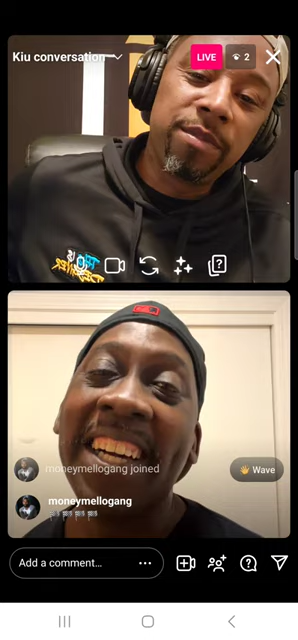 Kiu conversation
LIVE
2
moneymellogang joined
👋 Wave
moneymellogang
🏁🏁🏁🏁
Add a comment...